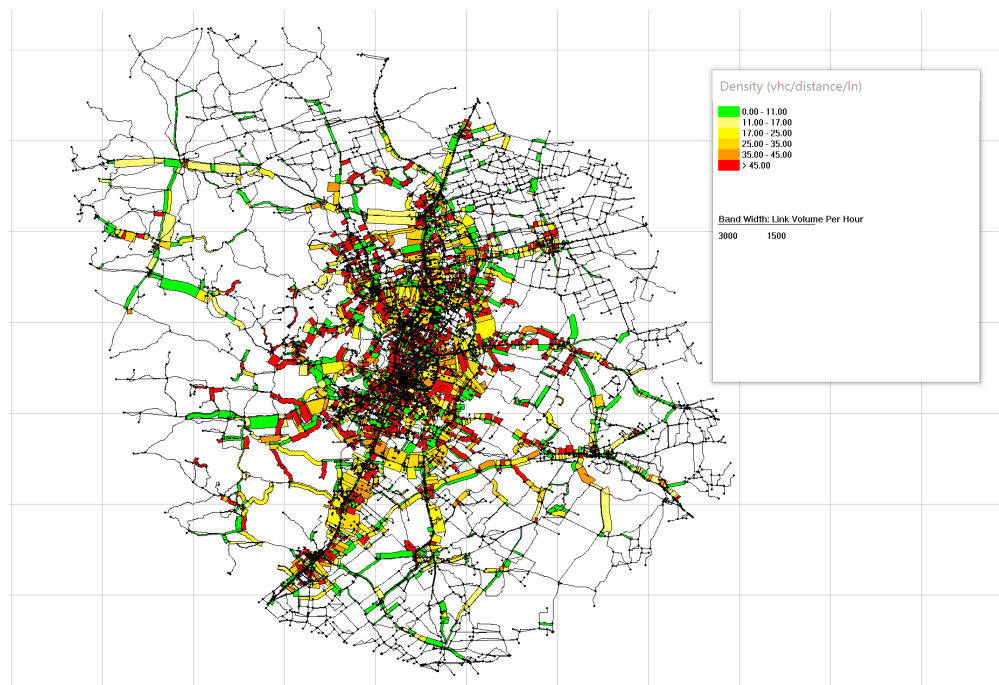 Density (vhc/distance/ln)
0.00 - 11.00
11.00 - 17.00
17.00 - 25.00
25.00 - 35.00
35.00 - 45.00
> 45.00
Band Width: Link Volume Per Hour
3000 1500